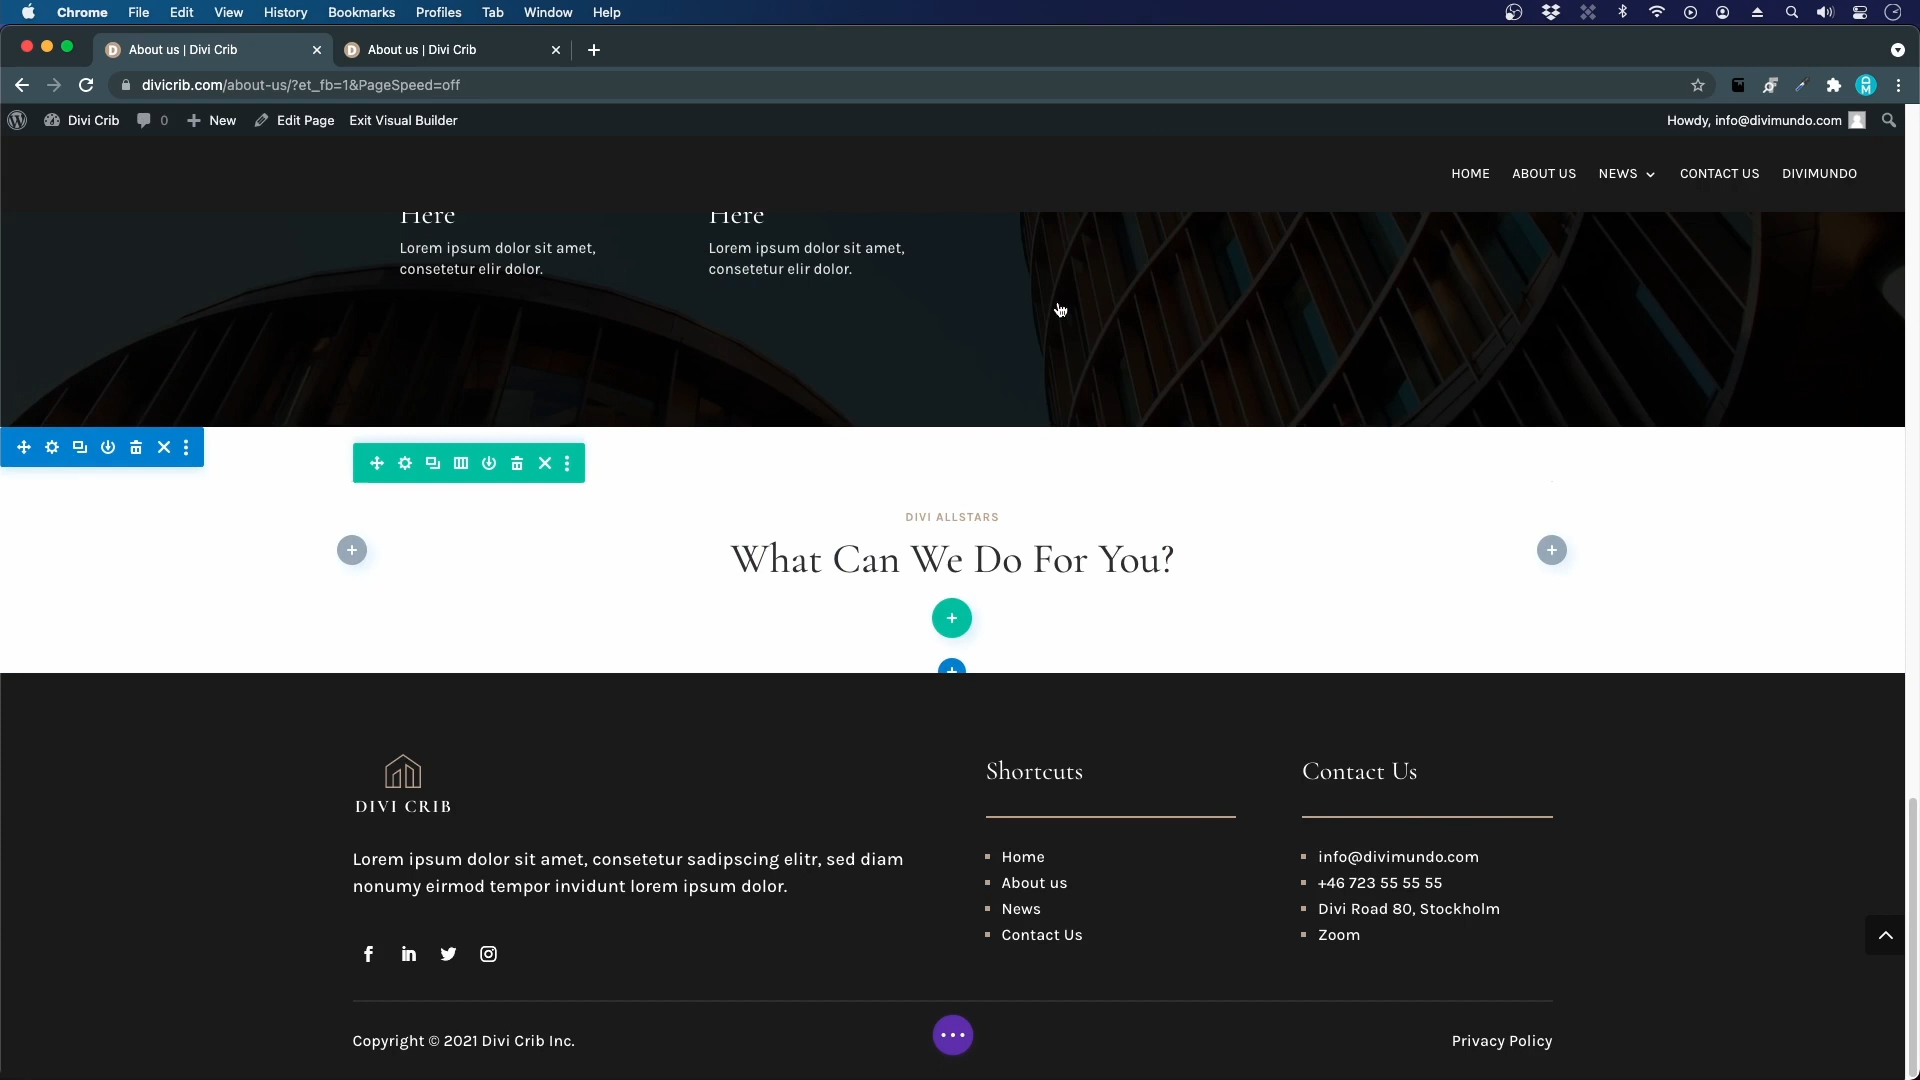 Chrome File Edit View History Bookmarks Profiles Tab Window Help
About us | Divi Crib
About us | Divi Crib
divicrib.com/about-us/?et_fb=1&PageSpeed=off
Divi Crib 0 New Edit Page Exit Visual Builder Howdy, info@divimundo.com
HOME ABOUT US NEWS CONTACT US DIVIMUNDO
Here Here
Lorem ipsum dolor sit amet, Lorem ipsum dolor sit amet,
consetetur elir dolor. consetetur elir dolor.
DIVI ALLSTARS
What Can We Do For You?
DIVI CRIB
Lorem ipsum dolor sit amet, consetetur sadipscing elitr, sed diam
nonumy eirmod tempor invidunt lorem ipsum dolor.
Shortcuts
Home
About us
News
Contact Us
Contact Us
info@divimundo.com
+46 723 55 55 55
Divi Road 80, Stockholm
Zoom
Copyright © 2021 Divi Crib Inc. Privacy Policy